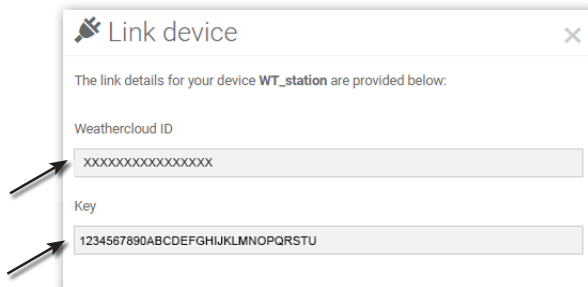 Link device
The link details for your device WT_station are provided below:
Weathercloud ID
XXXXXXXXXXXXXXXX
Key
1234567890ABCDEFGHIJKLMNOPQRSTU